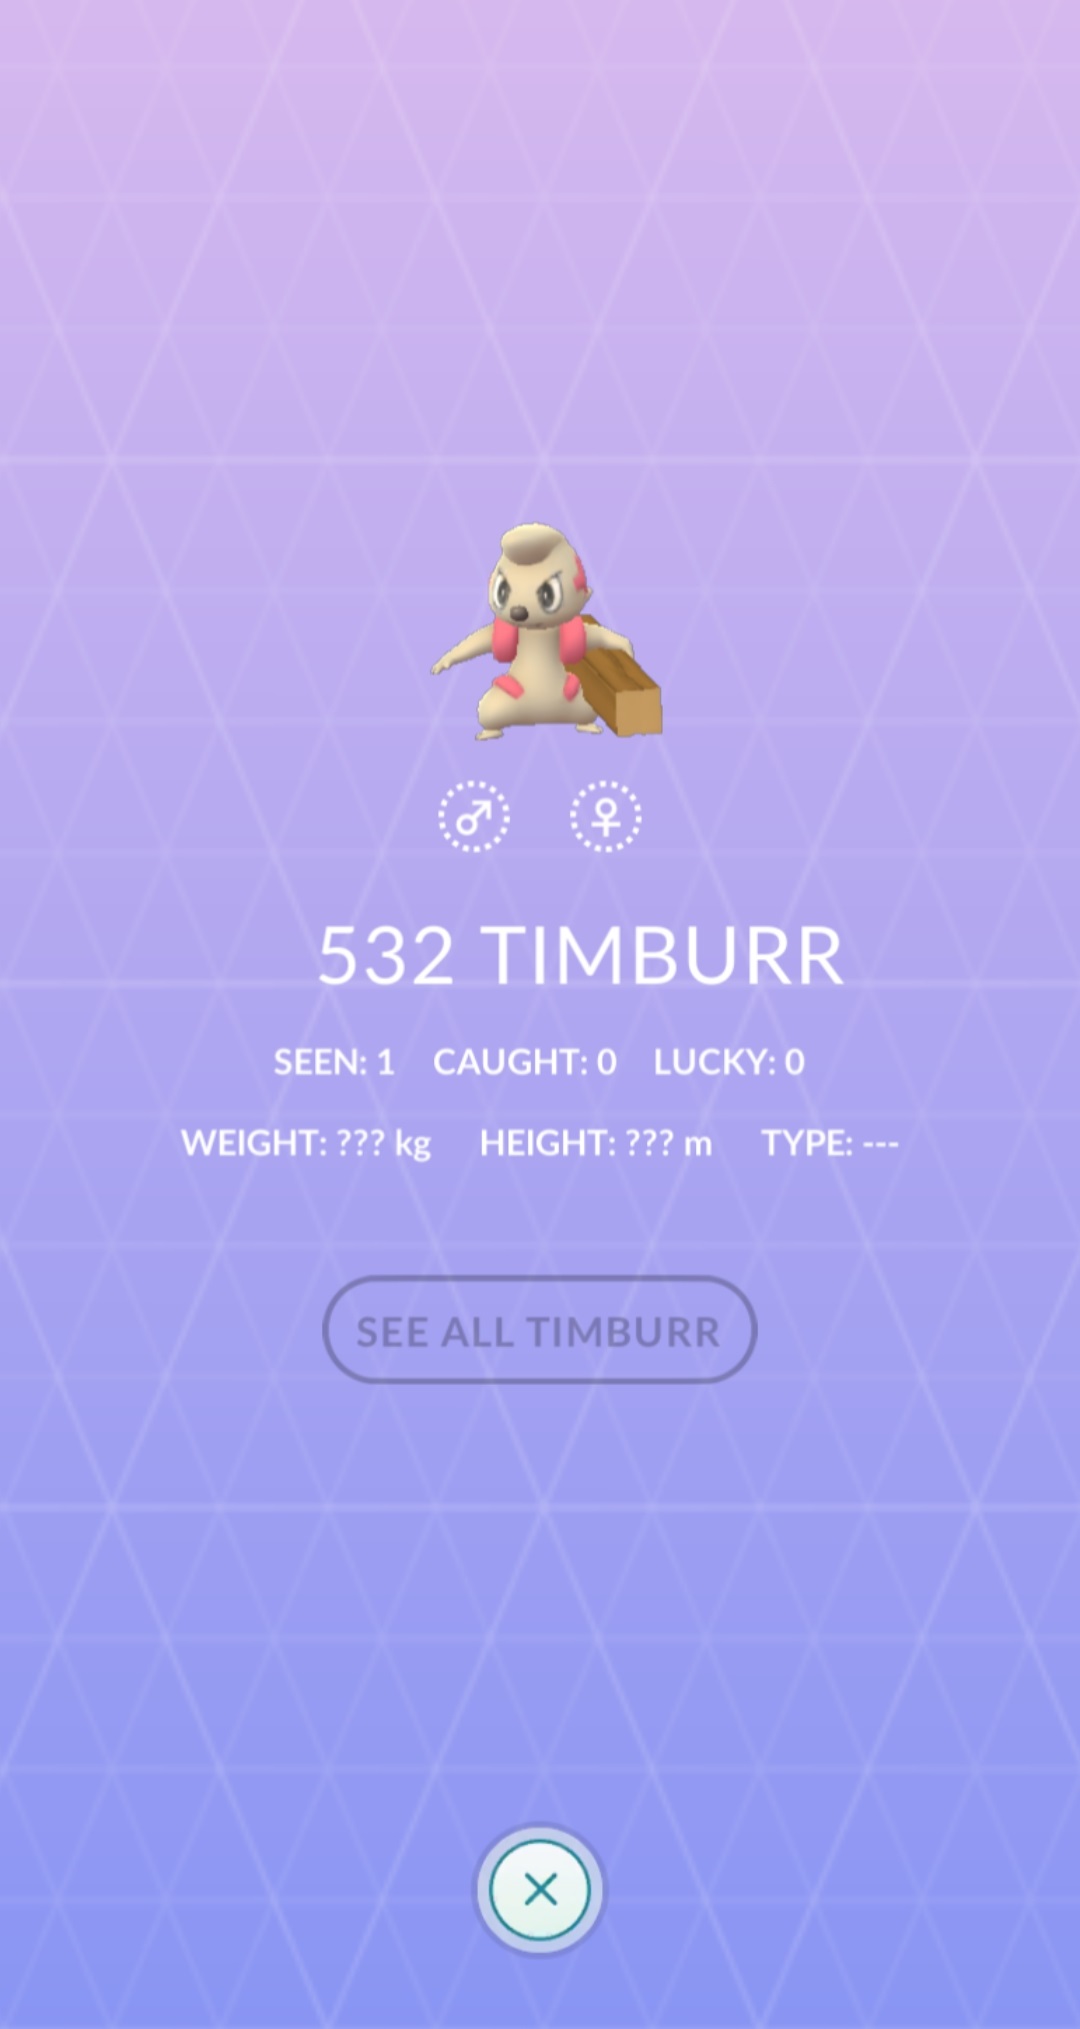 532 TIMBURR
SEEN: 1 CAUGHT: 0 LUCKY: 0
WEIGHT: ??? kg HEIGHT: ??? m TYPE: ---
SEE ALL TIMBURR